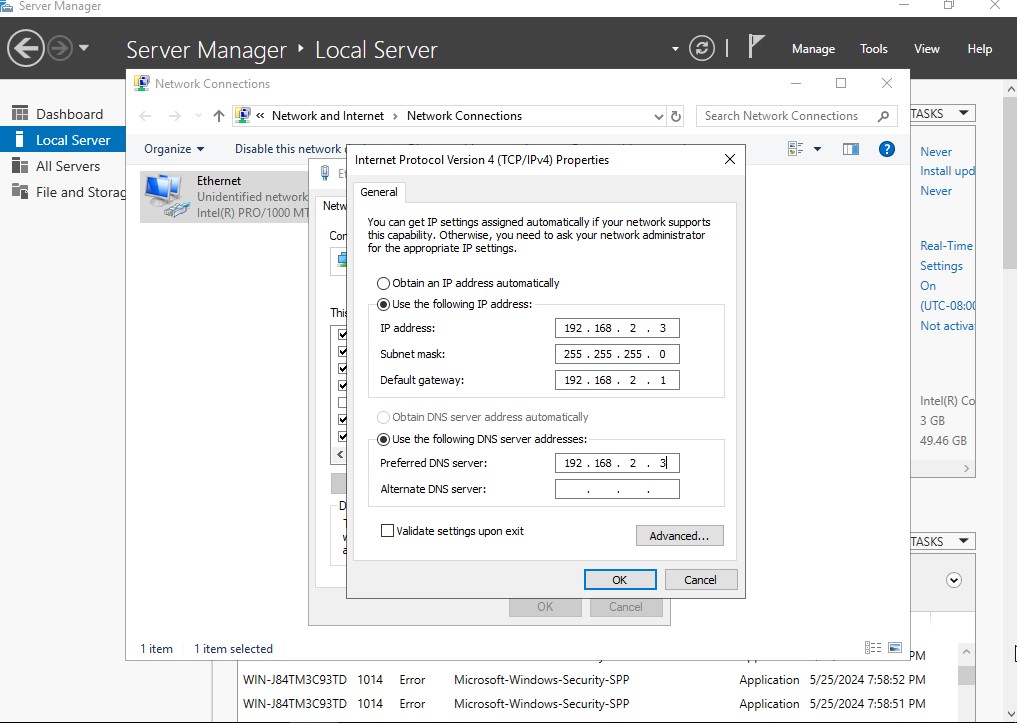 Server Manager
Server Manager Local Server
Manage Tools View Help
Network Connections
Dashboard
Local Server
All Servers
File and Storag
« Network and Internet Network Connections
Search Network Connections
Organize
Disable this network
TASKS
Ethernet
Unidentified network
Intel(R) PRO/1000 MT
Internet Protocol Version 4 (TCP/IPv4) Properties
General
You can get IP settings assigned automatically if your network supports
this capability. Otherwise, you need to ask your network administrator
for the appropriate IP settings.
Obtain an IP address automatically
Use the following IP address:
IP address: 192 . 168 . 2 . 3
Subnet mask: 255 . 255 . 255 . 0
Default gateway: 192 . 168 . 2 . 1
Obtain DNS server address automatically
Use the following DNS server addresses:
Preferred DNS server: 192 . 168 . 2 . 3
Alternate DNS server: . . .
Validate settings upon exit
Advanced...
OK Cancel
OK Cancel
Never
Install upd
Never
Real-Time
Settings
On
(UTC-08:00
Not activa
Intel(R) Co
3 GB
49.46 GB
TASKS
1 item 1 item selected
WIN-J84TM3C93TD 1014 Error Microsoft-Windows-Security-SPP Application 5/25/2024 7:58:52 PM
WIN-J84TM3C93TD 1014 Error Microsoft-Windows-Security-SPP Application 5/25/2024 7:58:51 PM